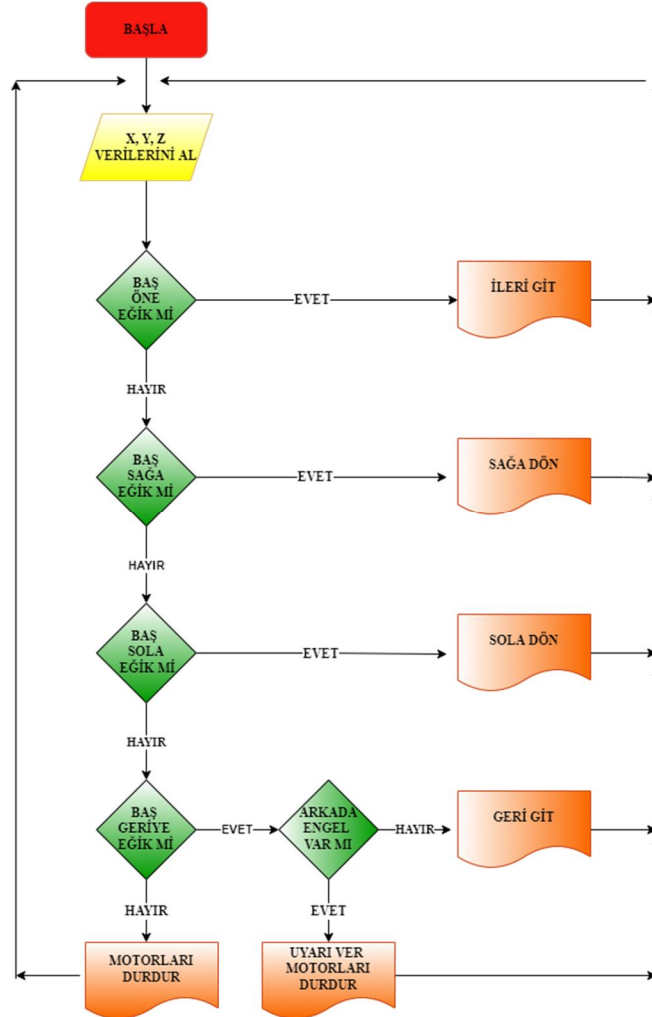 BAŞLA
X, Y, Z
VERİLERİNİ AL
BAŞ
ÖNE
EĞİK Mİ
EVET
İLERİ GİT
HAYIR
BAŞ
SAĞA
EĞİK Mİ
EVET
SAĞA DÖN
HAYIR
BAŞ
SOLA
EĞİK Mİ
EVET
SOLA DÖN
HAYIR
BAŞ
GERİYE
EĞİK Mİ
EVET
ARKADA
ENGEL
VAR MI
HAYIR
GERİ GİT
HAYIR
EVET
MOTORLARI
DURDUR
UYARI VER
MOTORLARI
DURDUR